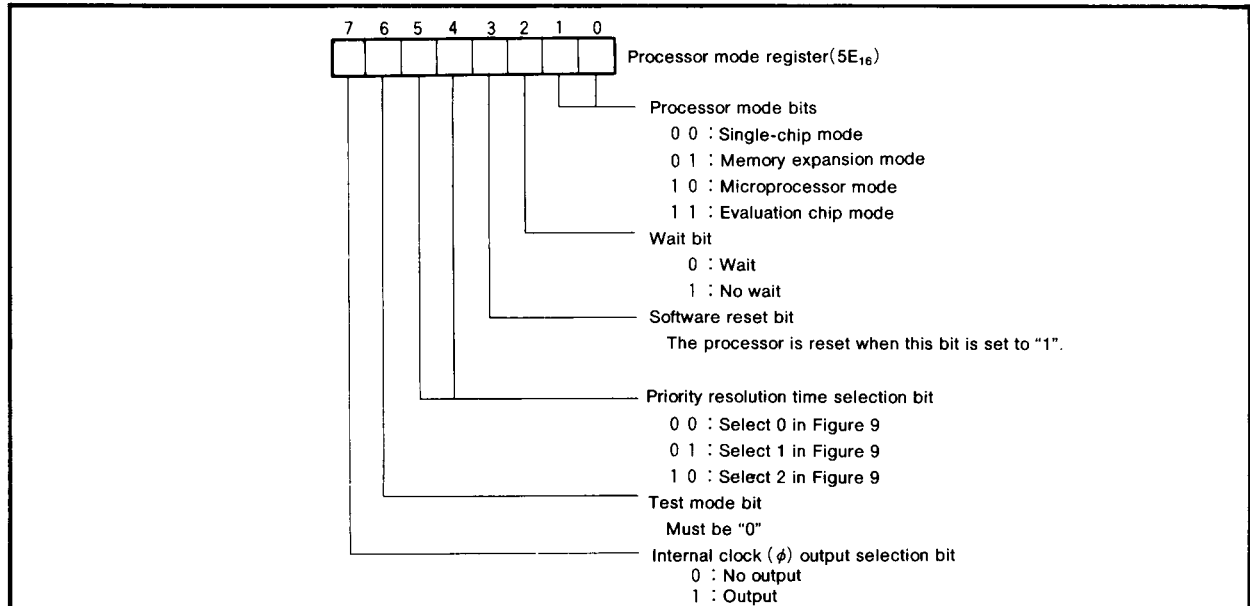 7 6 5 4 3 2 1 0
Processor mode register(5E₁₆)
Processor mode bits
0 0 : Single-chip mode
0 1 : Memory expansion mode
1 0 : Microprocessor mode
1 1 : Evaluation chip mode
Wait bit
0 : Wait
1 : No wait
Software reset bit
The processor is reset when this bit is set to “1”.
Priority resolution time selection bit
0 0 : Select 0 in Figure 9
0 1 : Select 1 in Figure 9
1 0 : Select 2 in Figure 9
Test mode bit
Must be “0”
Internal clock (ϕ) output selection bit
0 : No output
1 : Output